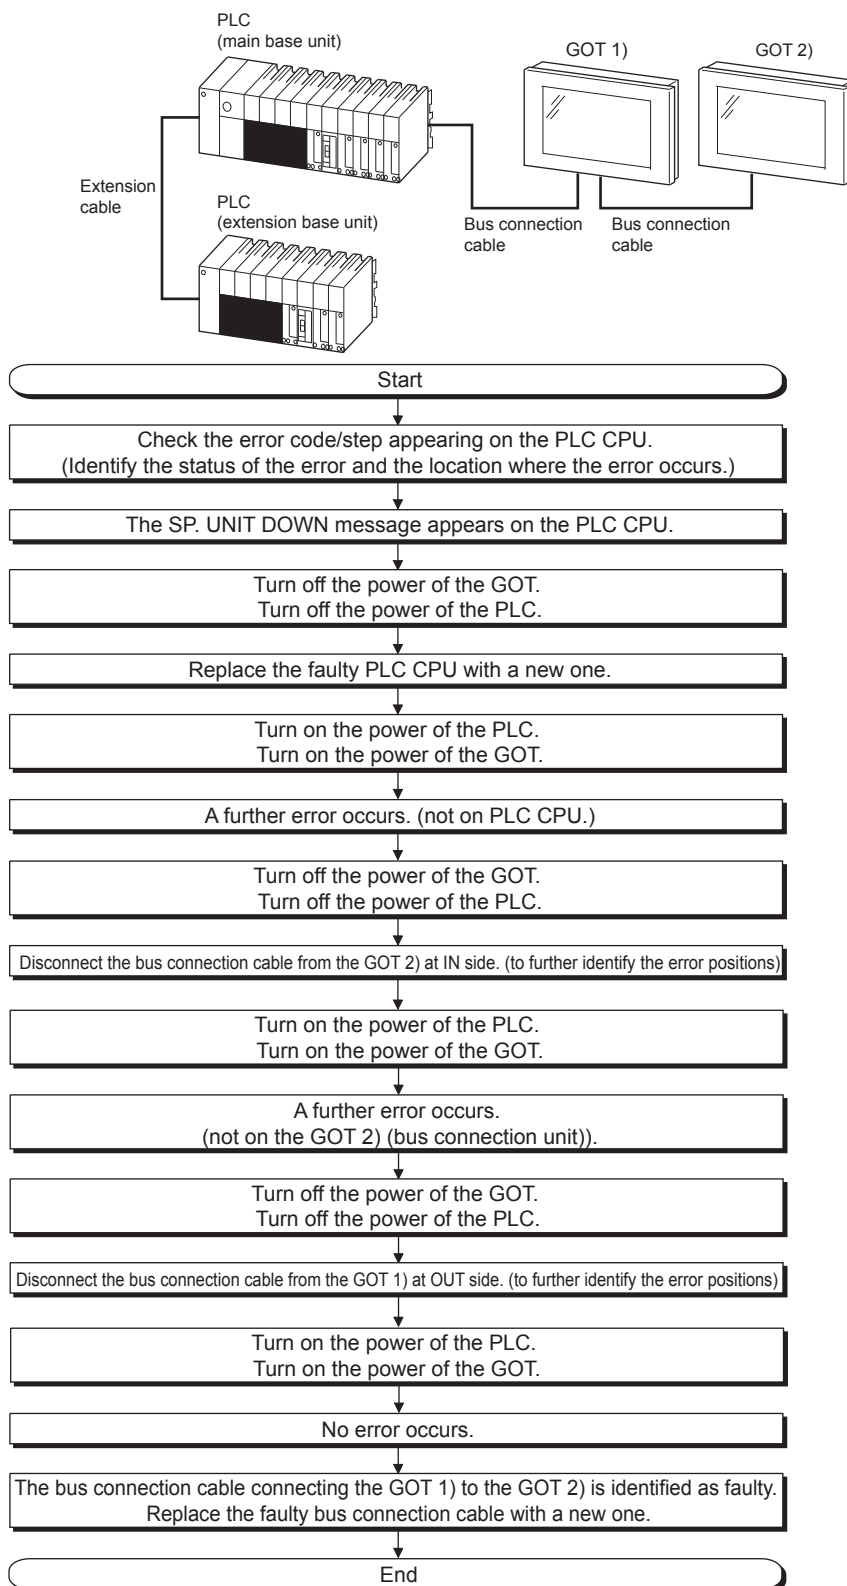 PLC
(main base unit)
GOT 1)
GOT 2)
Extension
cable
PLC
(extension base unit)
Bus connection
cable
Bus connection
cable
Start
Check the error code/step appearing on the PLC CPU.
(Identify the status of the error and the location where the error occurs.)
The SP. UNIT DOWN message appears on the PLC CPU.
Turn off the power of the GOT.
Turn off the power of the PLC.
Replace the faulty PLC CPU with a new one.
Turn on the power of the PLC.
Turn on the power of the GOT.
A further error occurs. (not on PLC CPU.)
Turn off the power of the GOT.
Turn off the power of the PLC.
Disconnect the bus connection cable from the GOT 2) at IN side. (to further identify the error positions)
Turn on the power of the PLC.
Turn on the power of the GOT.
A further error occurs.
(not on the GOT 2) (bus connection unit)).
Turn off the power of the GOT.
Turn off the power of the PLC.
Disconnect the bus connection cable from the GOT 1) at OUT side. (to further identify the error positions)
Turn on the power of the PLC.
Turn on the power of the GOT.
No error occurs.
The bus connection cable connecting the GOT 1) to the GOT 2) is identified as faulty.
Replace the faulty bus connection cable with a new one.
End